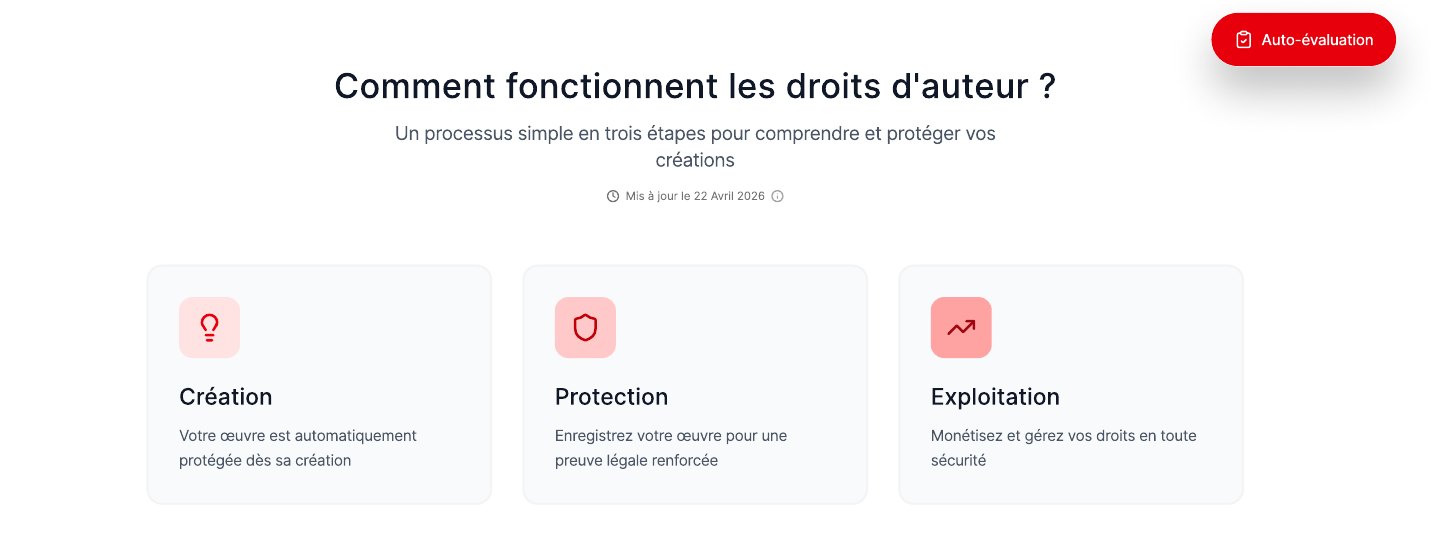 Auto-évaluation
Comment fonctionnent les droits d'auteur ?
Un processus simple en trois étapes pour comprendre et protéger vos
créations
Mis à jour le 22 Avril 2026
Création
Votre œuvre est automatiquement
protégée dès sa création
Protection
Enregistrez votre œuvre pour une
preuve légale renforcée
Exploitation
Monétisez et gérez vos droits en toute
sécurité